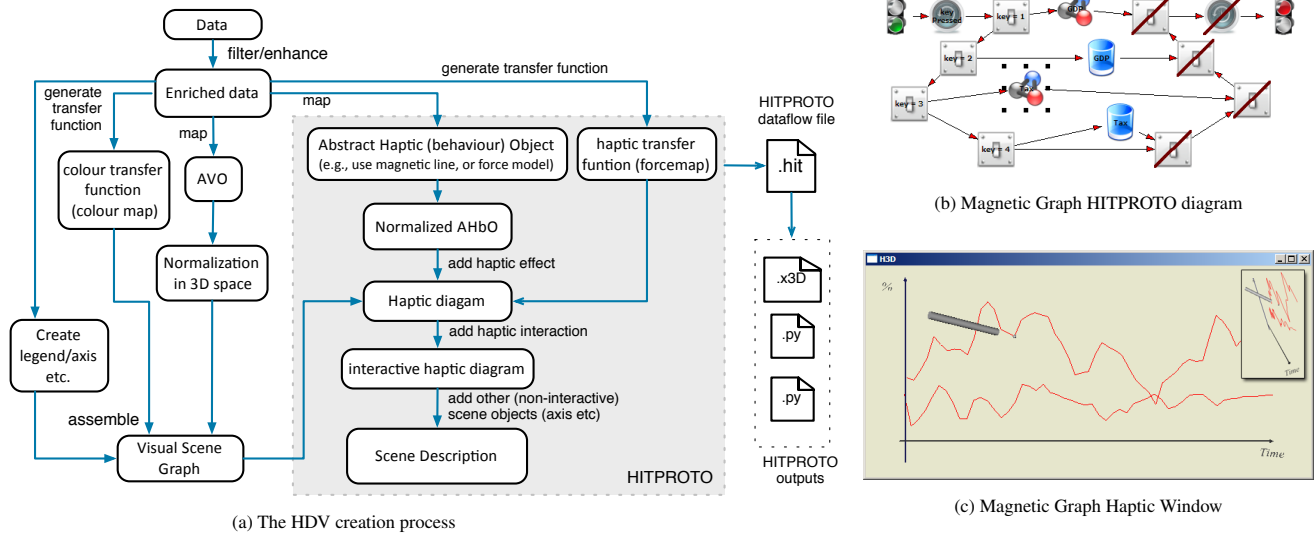 Data
filter/enhance
Enriched data
generate
transfer
function
map
map
generate transfer function
colour transfer
function
(colour map)
AVO
Normalization
in 3D space
Create
legend/axis
etc.
assemble
Visual Scene
Graph
Abstract Haptic (behaviour) Object
(e.g., use magnetic line, or force model)
haptic transfer
funtion (forcemap)
Normalized AHbO
add haptic effect
Haptic diagam
add haptic interaction
interactive haptic diagram
add other (non-interactive)
scene objects (axis etc)
Scene Description
HITPROTO
HITPROTO
dataflow file
.hit
.x3D
.py
.py
HITPROTO
outputs
(a) The HDV creation process
key
Pressed
key = 1
GDP
key = 2
GDP
key = 3
Tax
Tax
key = 4
(b) Magnetic Graph HITPROTO diagram
H3D
%
Time
Time
(c) Magnetic Graph Haptic Window